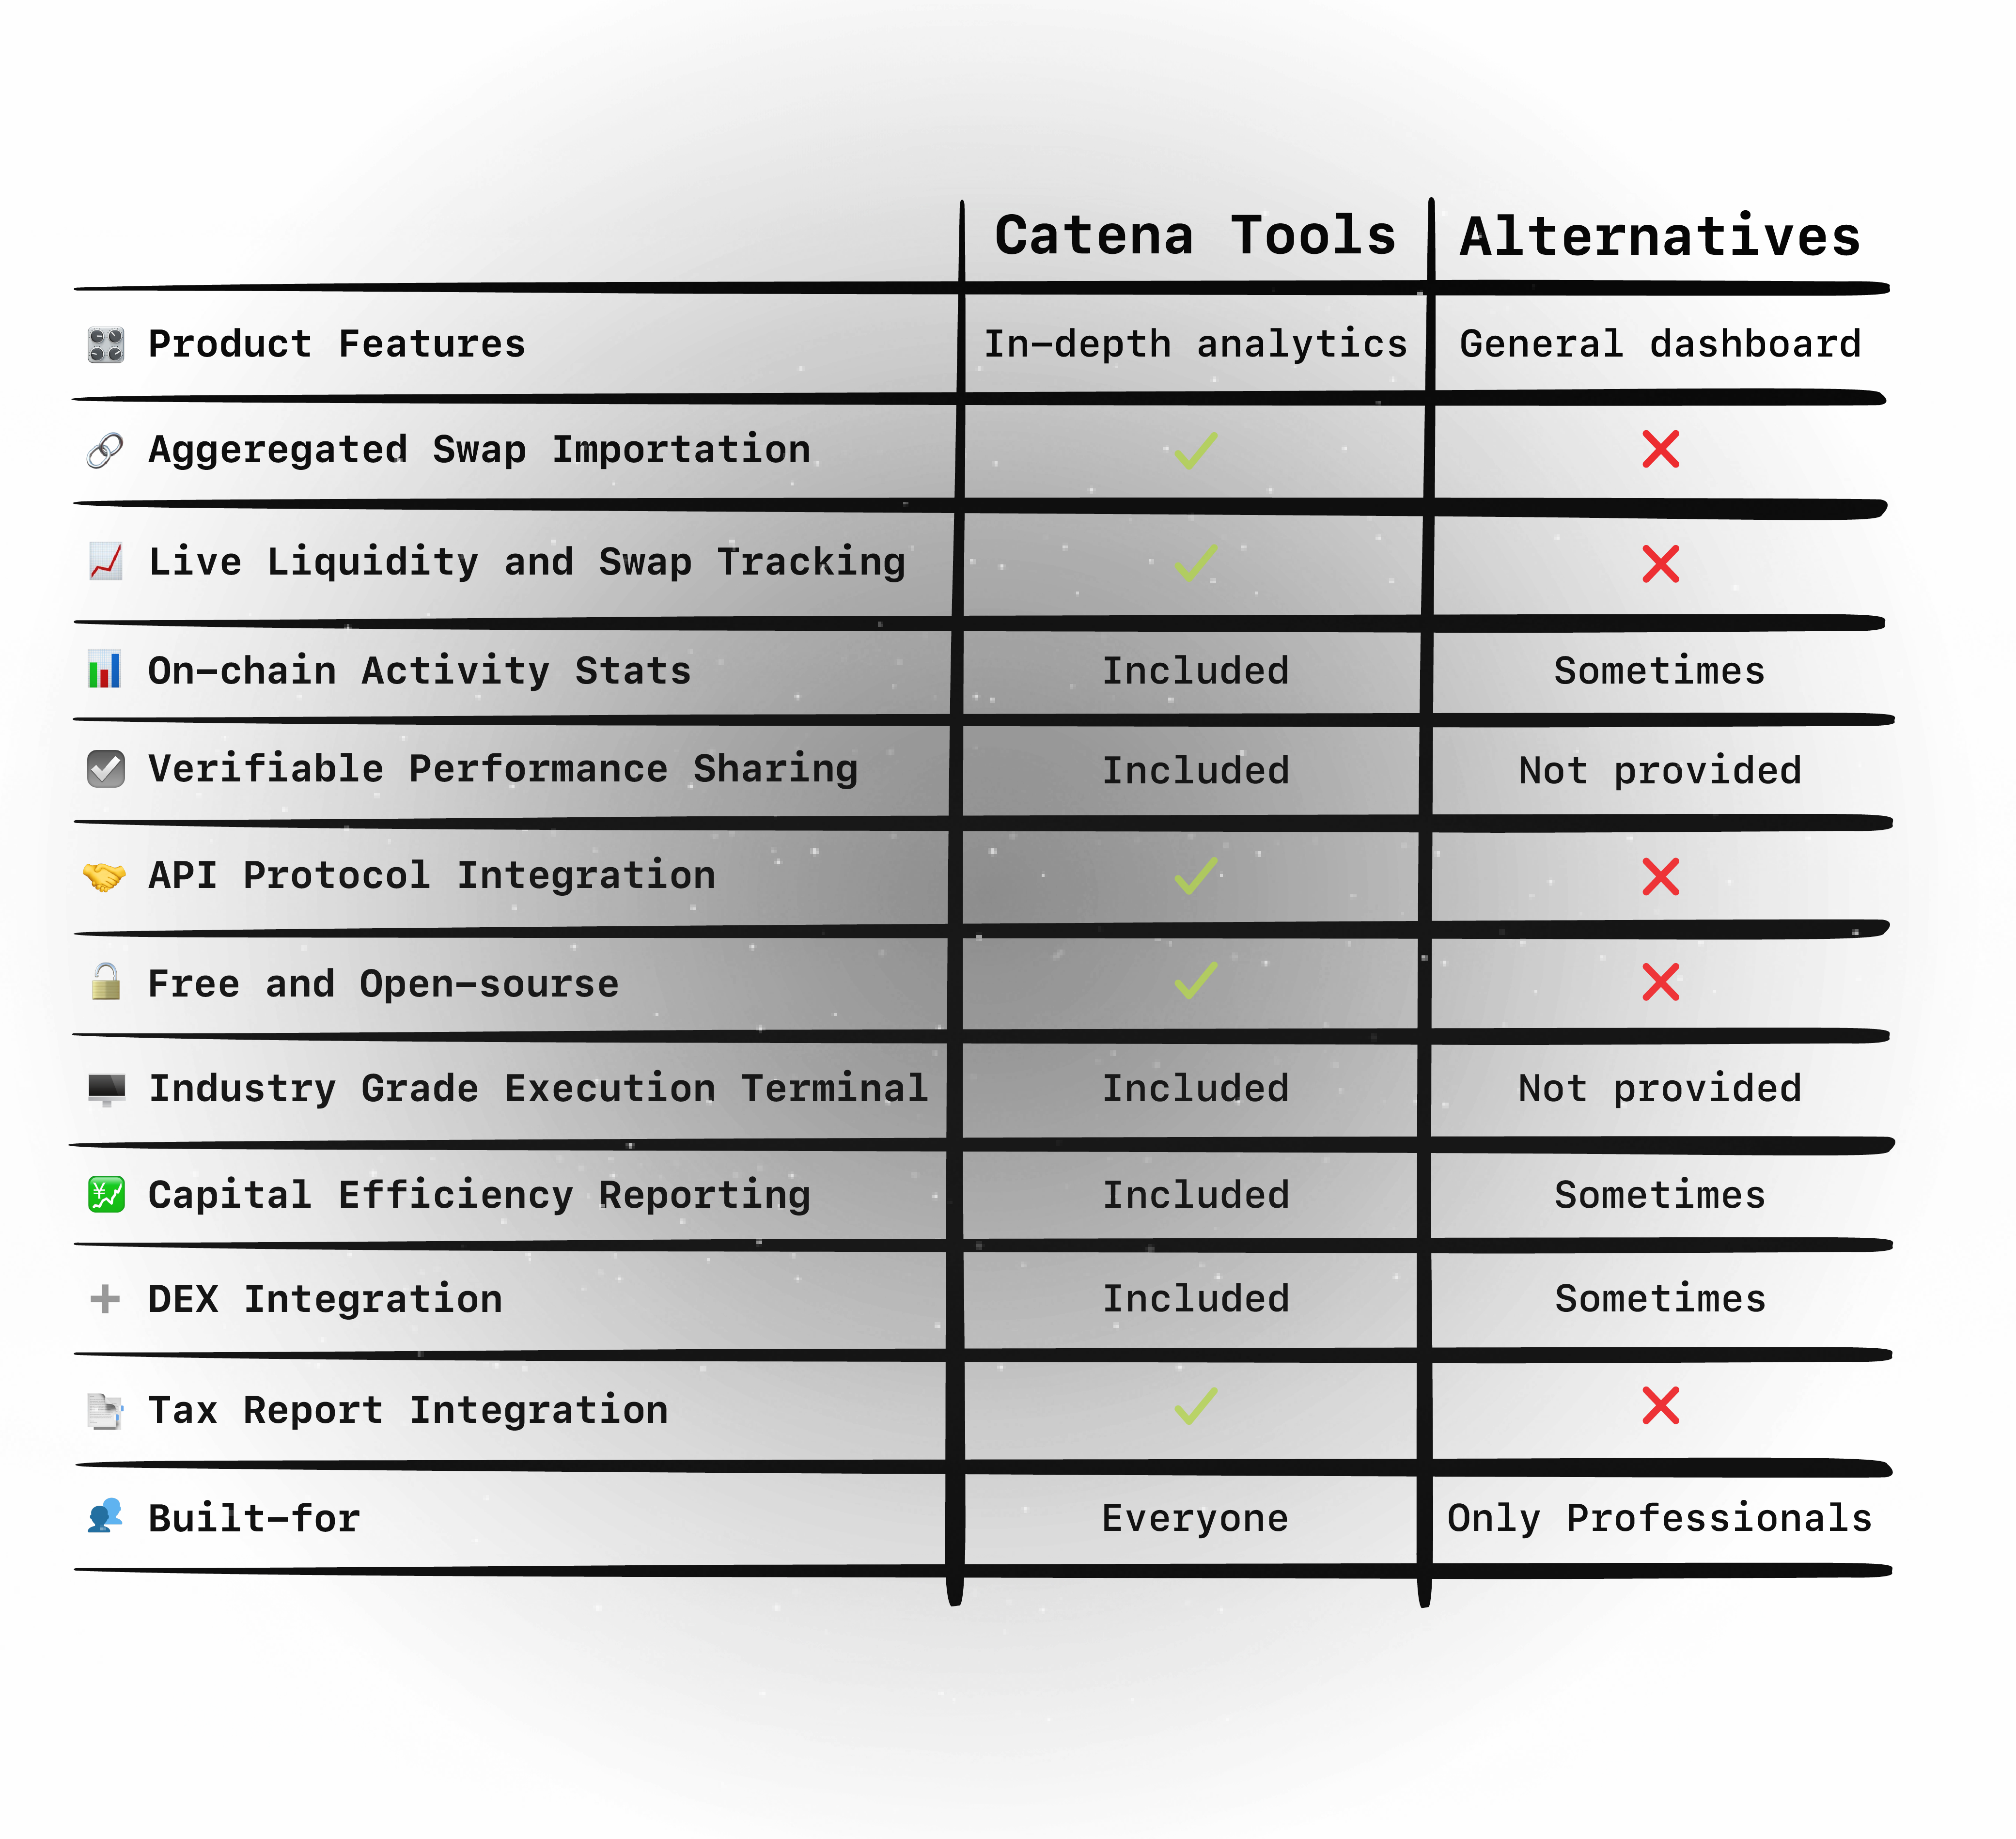 Catena Tools Alternatives
Product Features In-depth analytics General dashboard
Aggeregated Swap Importation
Live Liquidity and Swap Tracking
On-chain Activity Stats Included Sometimes
Verifiable Performance Sharing Included Not provided
API Protocol Integration
Free and Open-sourse
Industry Grade Execution Terminal Included Not provided
Capital Efficiency Reporting Included Sometimes
DEX Integration Included Sometimes
Tax Report Integration
Built-for Everyone Only Professionals